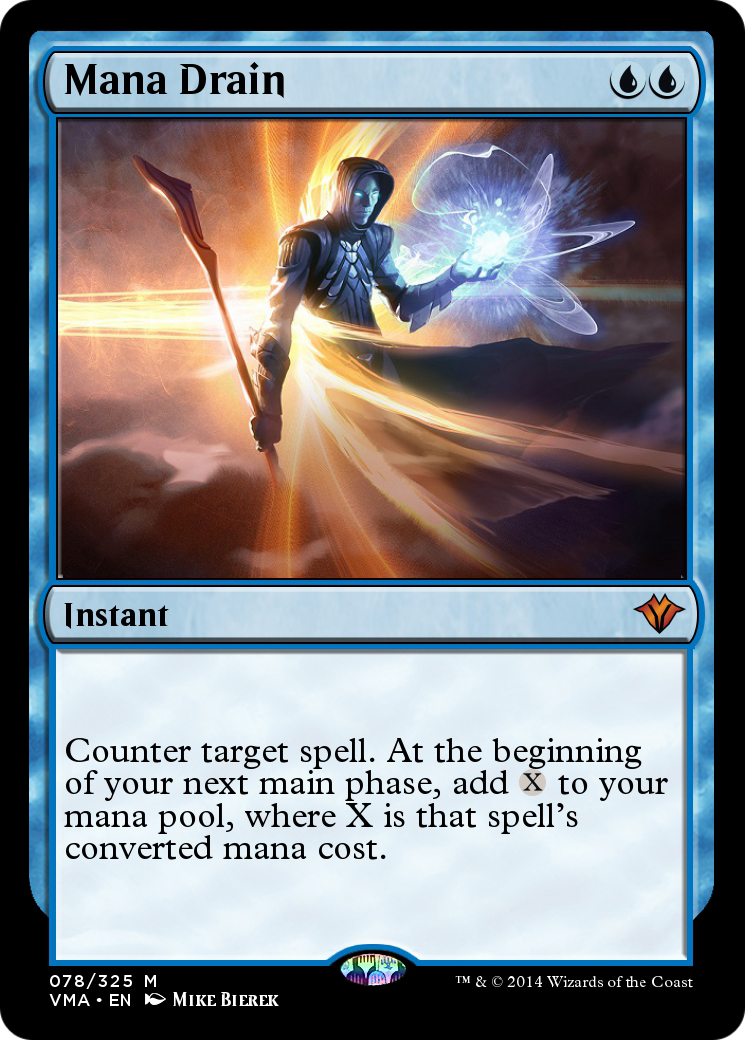 Mana Drain
Instant
Counter target spell. At the beginning
of your next main phase, add X to your
mana pool, where X is that spell's
converted mana cost.
078/325 M
VMA • EN Mike Bierek
™ & © 2014 Wizards of the Coast